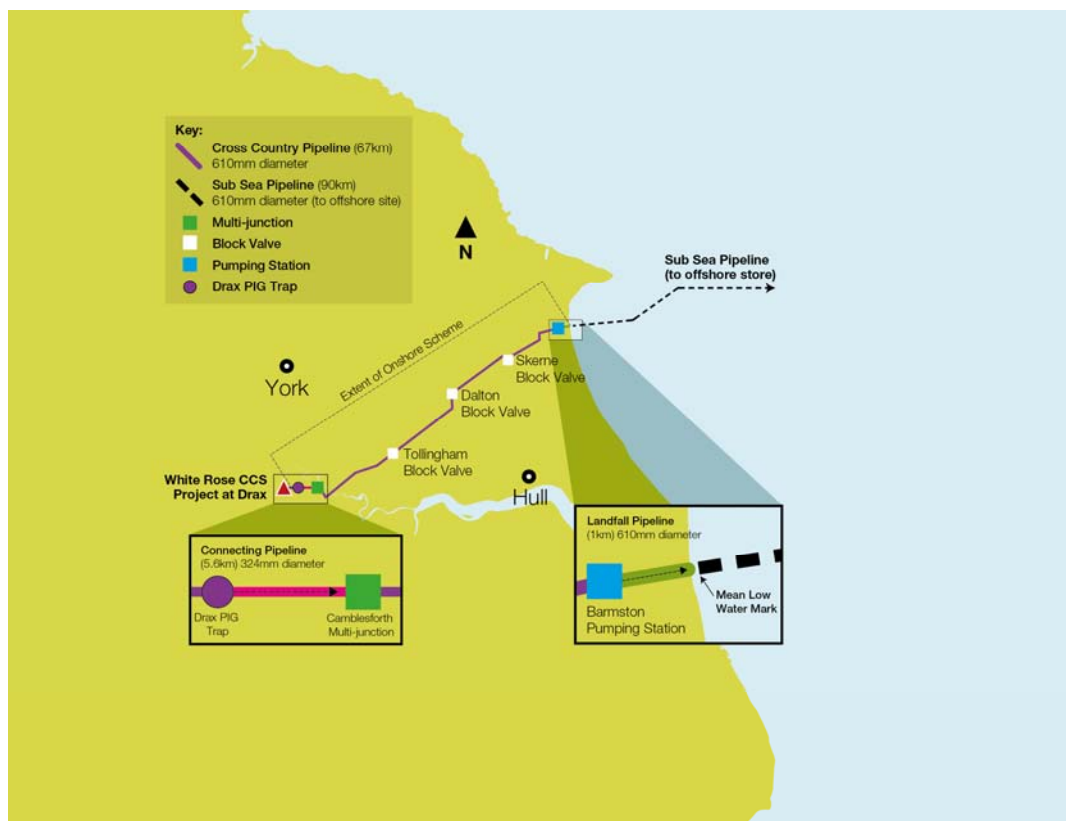 Key:
Cross Country Pipeline (67km)
610mm diameter
Sub Sea Pipeline (90km)
610mm diameter (to offshore site)
Multi-junction
Block Valve
Pumping Station
Drax PIG Trap
N
Sub Sea Pipeline
(to offshore store)
Extent of Onshore Scheme
York
Skerne
Block Valve
Dalton
Block Valve
Tollingham
Block Valve
White Rose CCS
Project at Drax
Hull
Connecting Pipeline
(5.6km) 324mm diameter
Drax PIG
Trap
Camblesforth
Multi-junction
Landfall Pipeline
(1km) 610mm diameter
Barmston
Pumping Station
Mean Low
Water Mark